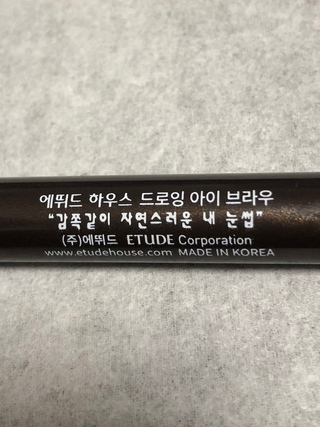 에뛰드 하우스 드로잉 아이 브라우
“감쪽같이 자연스러운 내 눈썹”
(주)에뛰드 ETUDE Corporation
www.etudehouse.com MADE IN KOREA